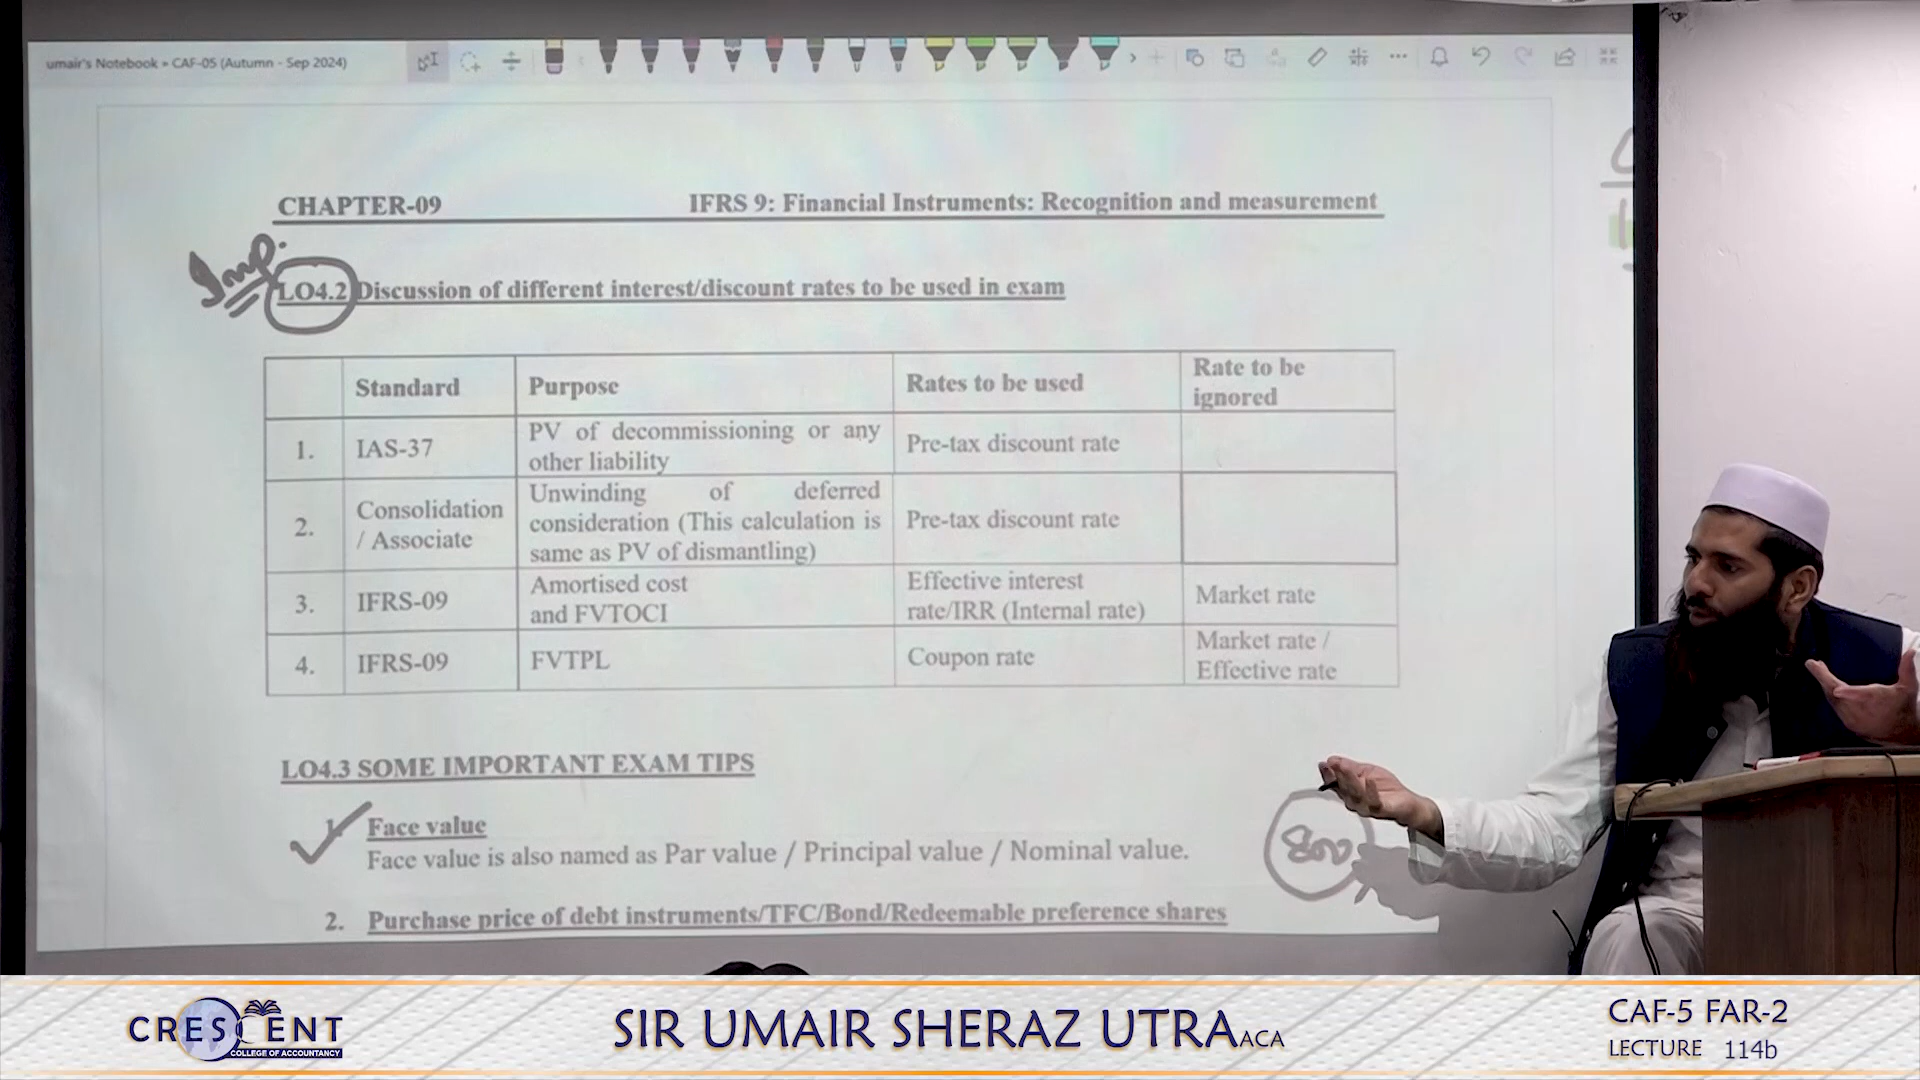 umair's Notebook » CAF-05 (Autumn - Sep 2024)
CHAPTER-09 IFRS 9: Financial Instruments: Recognition and measurement
Imp.
LO4.2 Discussion of different interest/discount rates to be used in exam
Standard Purpose Rates to be used Rate to be ignored
1. IAS-37 PV of decommissioning or any other liability Pre-tax discount rate
2. Consolidation / Associate Unwinding of deferred consideration (This calculation is same as PV of dismantling) Pre-tax discount rate
3. IFRS-09 Amortised cost and FVTOCI Effective interest rate/IRR (Internal rate) Market rate
4. IFRS-09 FVTPL Coupon rate Market rate / Effective rate
LO4.3 SOME IMPORTANT EXAM TIPS
Face value
Face value is also named as Par value / Principal value / Nominal value.
2. Purchase price of debt instruments/TFC/Bond/Redeemable preference shares
CRESCENT
COLLEGE OF ACCOUNTANCY
SIR UMAIR SHERAZ UTRA ACA
CAF-5 FAR-2
LECTURE 114b